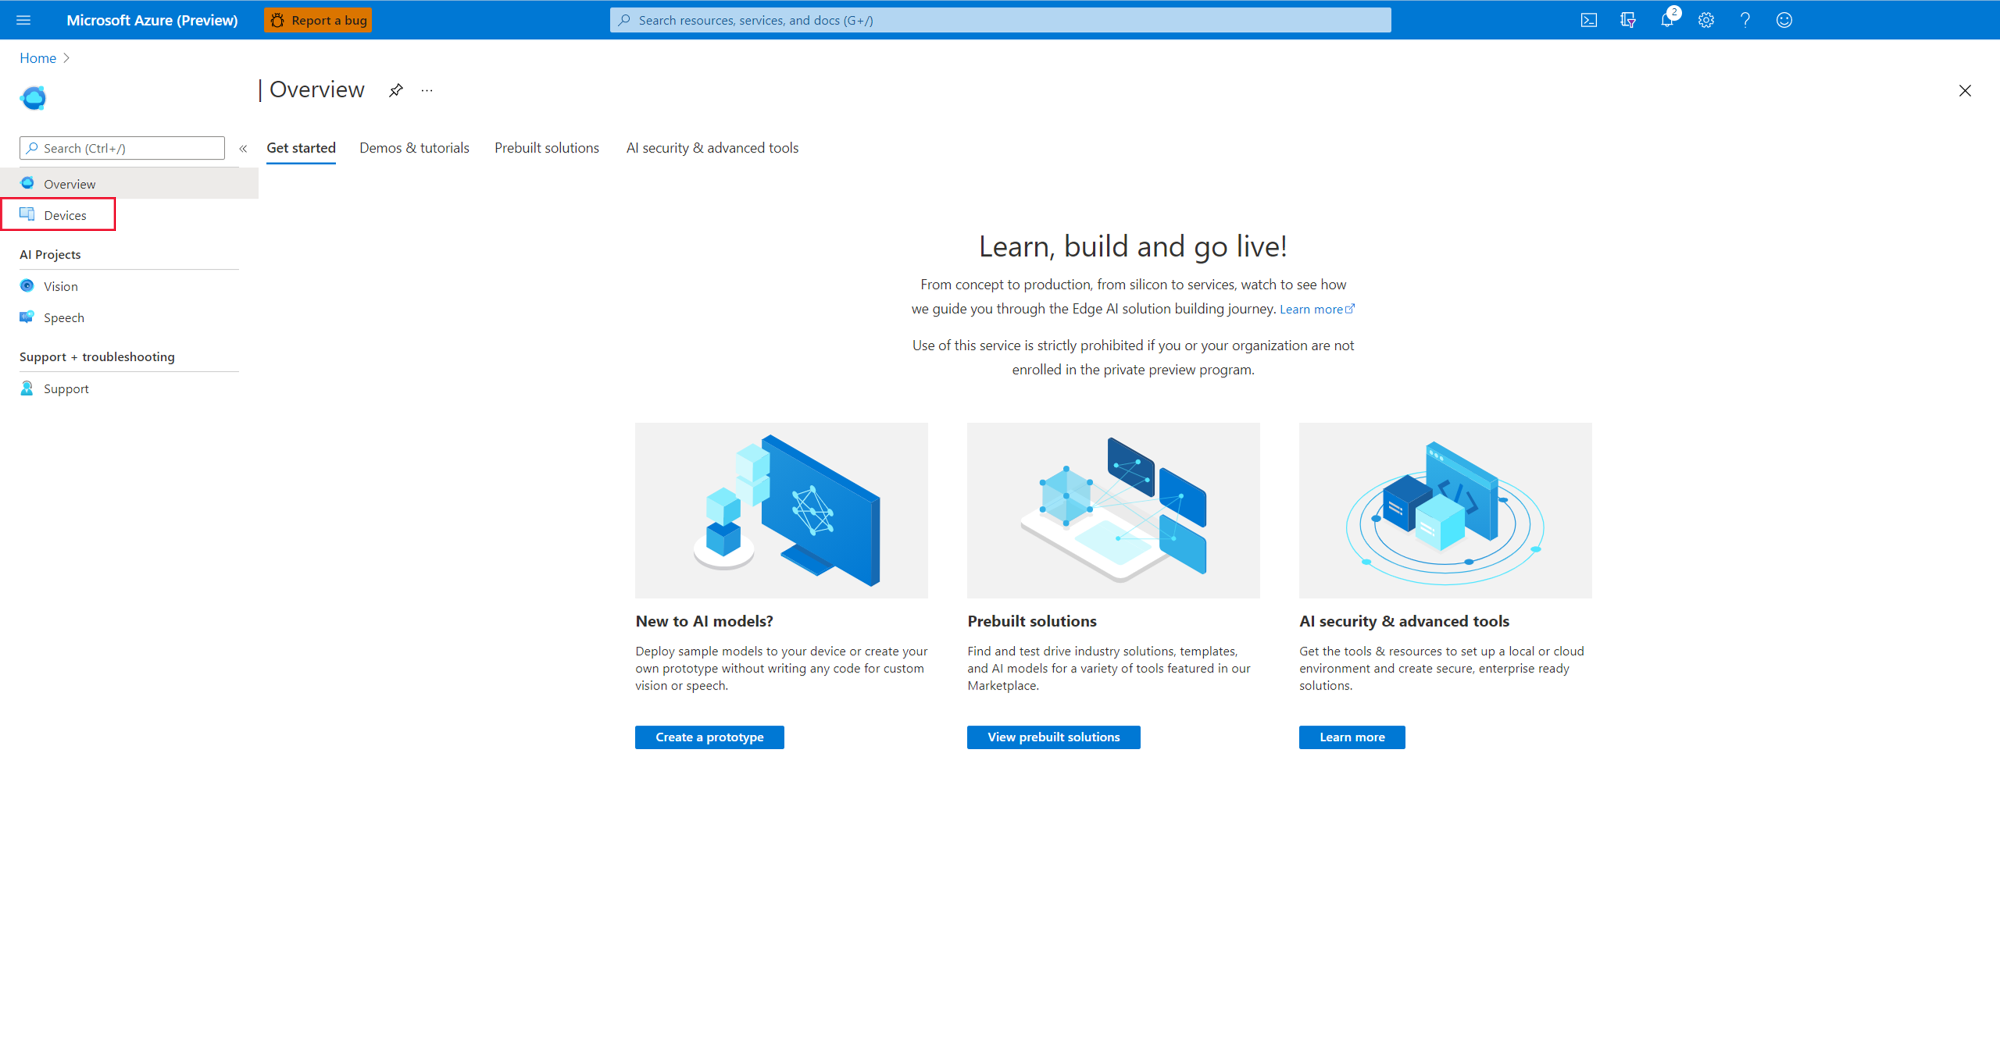 Microsoft Azure (Preview)
Report a bug
Search resources, services, and docs (G+/)
2
Home
Overview
Search (Ctrl+/)
Get started
Demos & tutorials
Prebuilt solutions
AI security & advanced tools
Overview
Devices
AI Projects
Vision
Speech
Support + troubleshooting
Support
Learn, build and go live!
From concept to production, from silicon to services, watch to see how
we guide you through the Edge AI solution building journey. Learn more
Use of this service is strictly prohibited if you or your organization are not
enrolled in the private preview program.
New to AI models?
Deploy sample models to your device or create your
own prototype without writing any code for custom
vision or speech.
Create a prototype
Prebuilt solutions
Find and test drive industry solutions, templates,
and AI models for a variety of tools featured in our
Marketplace.
View prebuilt solutions
AI security & advanced tools
Get the tools & resources to set up a local or cloud
environment and create secure, enterprise ready
solutions.
Learn more